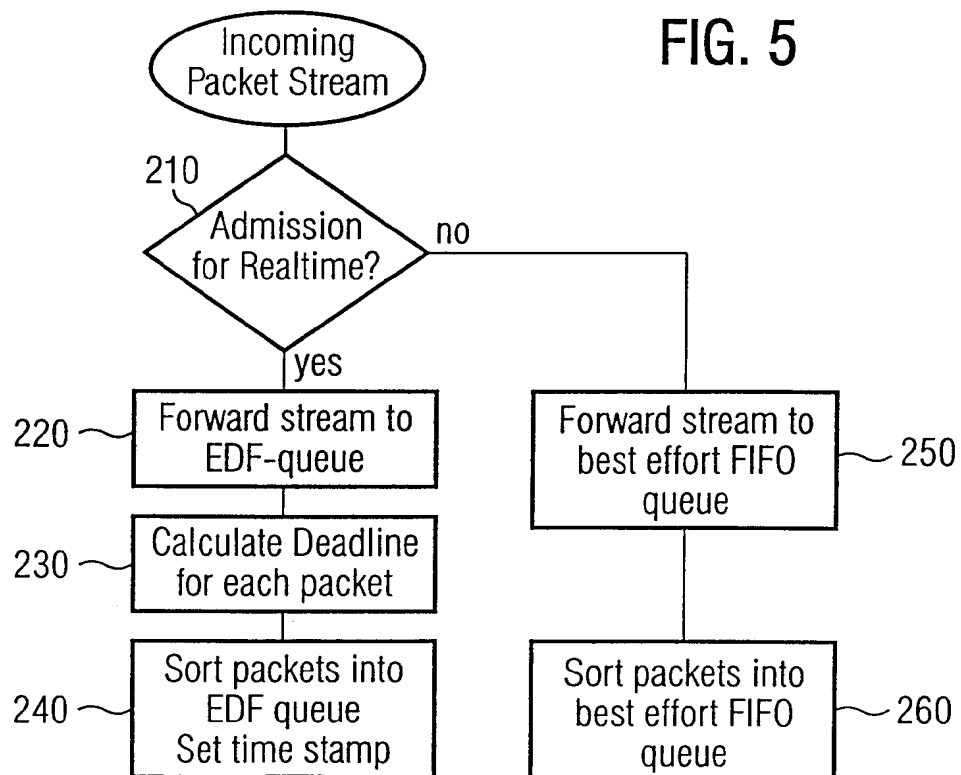 FIG. 5
Incoming
Packet Stream
210
Admission
for Realtime?
no
yes
220
Forward stream to
EDF-queue
Forward stream to
best effort FIFO
queue
250
230
Calculate Deadline
for each packet
240
Sort packets into
EDF queue
Set time stamp
Sort packets into
best effort FIFO
queue
260